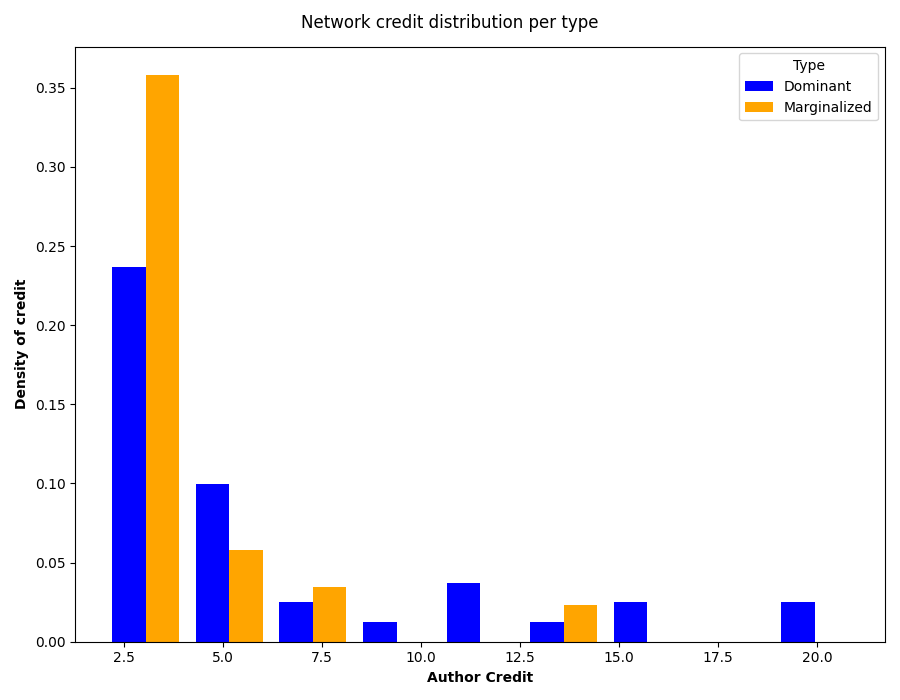 Network credit distribution per type
Type
Dominant
Marginalized
Density of credit
0.35
0.30
0.25
0.20
0.15
0.10
0.05
0.00
2.5 5.0 7.5 10.0 12.5 15.0 17.5 20.0
Author Credit